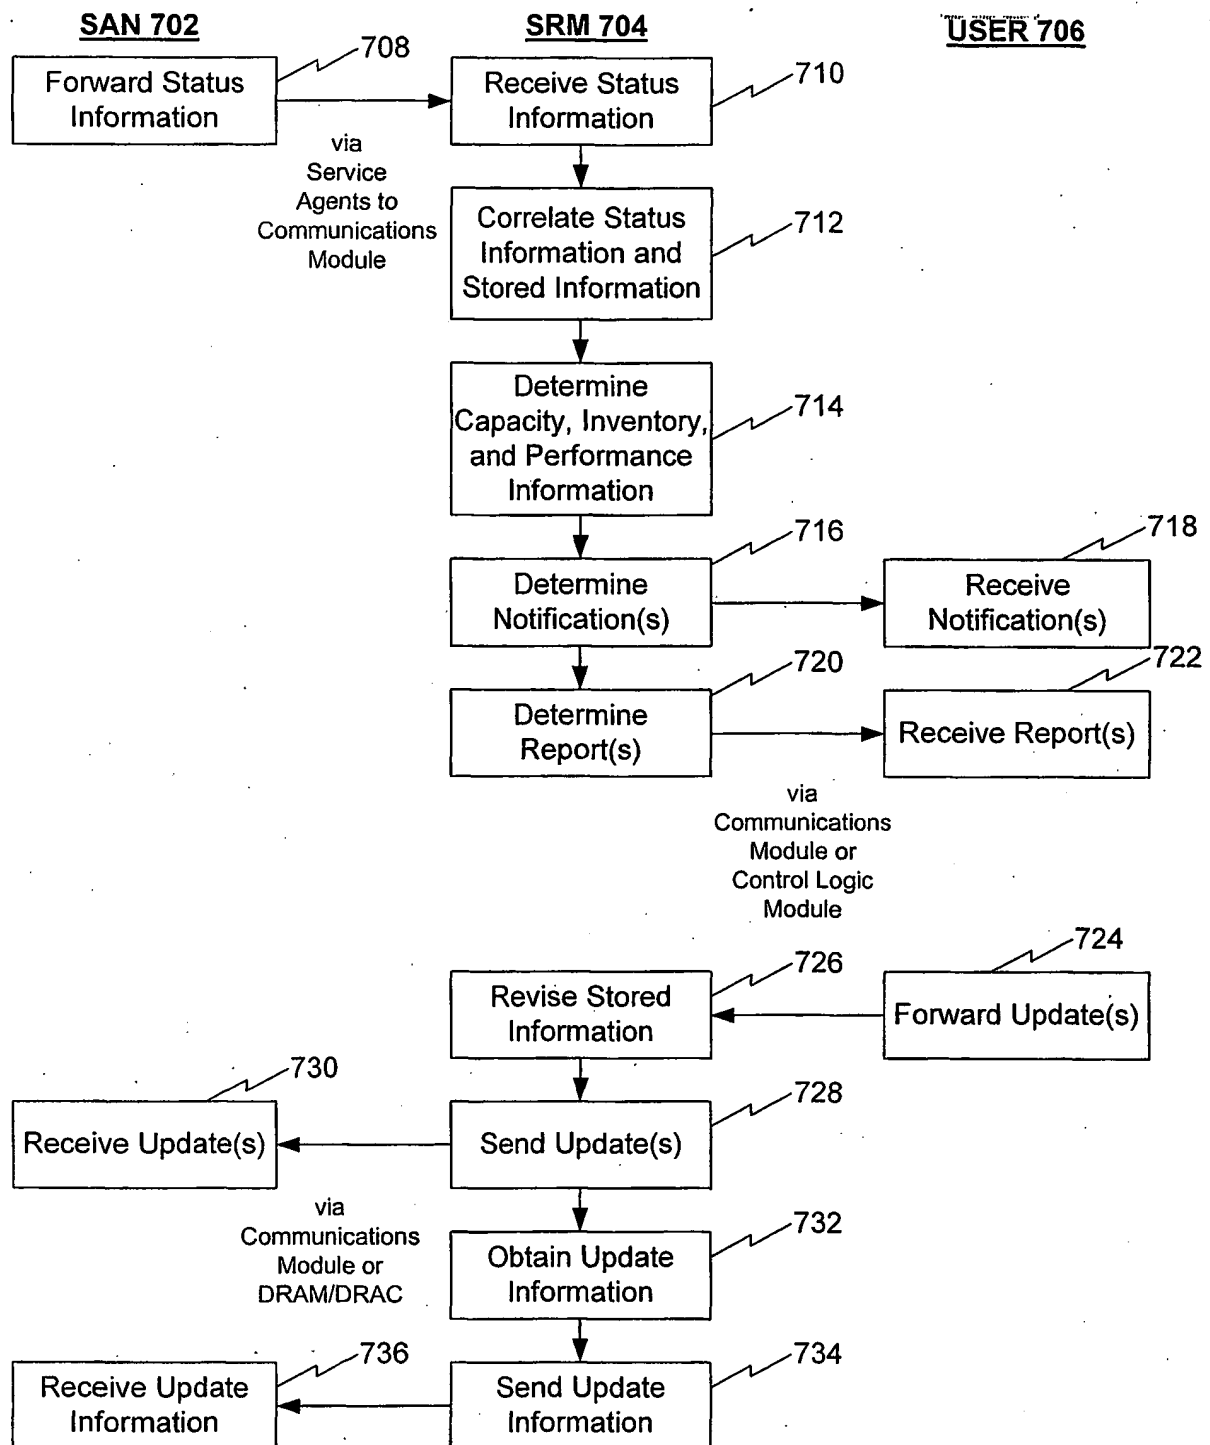 SAN 702
SRM 704
USER 706
708
Forward Status
Information
710
Receive Status
Information
via
Service
Agents to
Communications
Module
712
Correlate Status
Information and
Stored Information
714
Determine
Capacity, Inventory,
and Performance
Information
716
Determine
Notification(s)
718
Receive
Notification(s)
720
Determine
Report(s)
722
Receive Report(s)
via
Communications
Module or
Control Logic
Module
724
Forward Update(s)
726
Revise Stored
Information
728
Send Update(s)
730
Receive Update(s)
via
Communications
Module or
DRAM/DRAC
732
Obtain Update
Information
734
Send Update
Information
736
Receive Update
Information